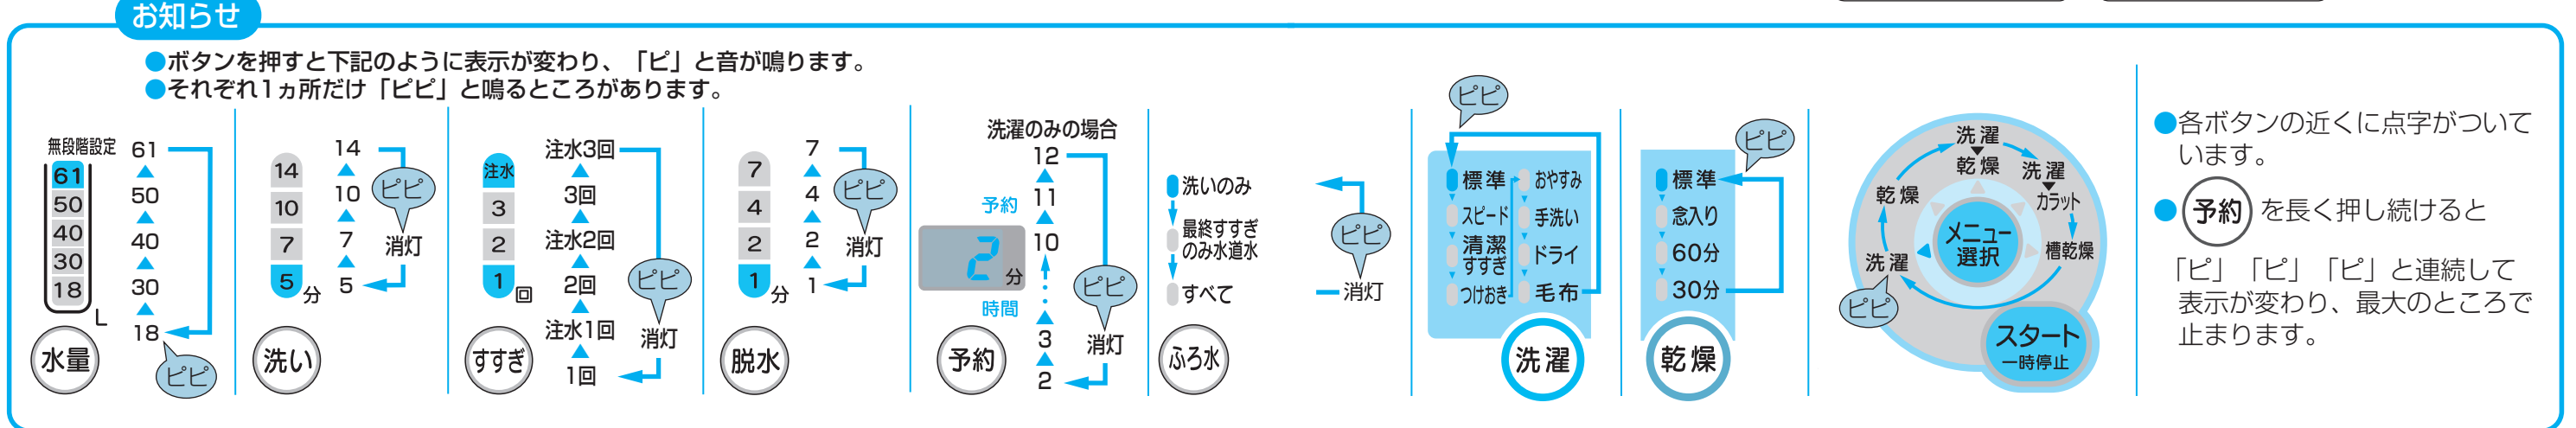 お知らせ
●ボタンを押すと下記のように表示が変わり、「ピ」と音が鳴ります。
●それぞれ1ヵ所だけ「ピピ」と鳴るところがあります。
無段階設定
61
50
40
30
18
L
水量
61
50
40
30
18
ピピ
14
10
7
5
分
洗い
14
10
7
5
ピピ
消灯
注水
3
2
1
回
すすぎ
注水3回
3回
注水2回
2回
注水1回
1回
ピピ
消灯
7
4
2
1
分
脱水
7
4
2
1
ピピ
消灯
洗濯のみの場合
予約
2分
時間
予約
12
11
10
3
2
ピピ
消灯
洗いのみ
最終すすぎ
のみ水道水
すべて
ふろ水
ピピ
消灯
ピピ
標準
スピード
清潔
すすぎ
つけおき
おやすみ
手洗い
ドライ
毛布
洗濯
ピピ
標準
念入り
60分
30分
乾燥
洗濯
▼
乾燥
洗濯
▼
カラット
槽乾燥
洗濯
ピピ
乾燥
メニュー
選択
スタート
一時停止
●各ボタンの近くに点字がついて
います。
●予約を長く押し続けると
「ピ」「ピ」「ピ」と連続して
表示が変わり、最大のところで
止まります。